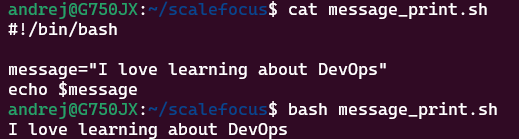 andrej@G750JX:~/scalefocus$ cat message_print.sh
#!/bin/bash
message="I love learning about DevOps"
echo $message
andrej@G750JX:~/scalefocus$ bash message_print.sh
I love learning about DevOps